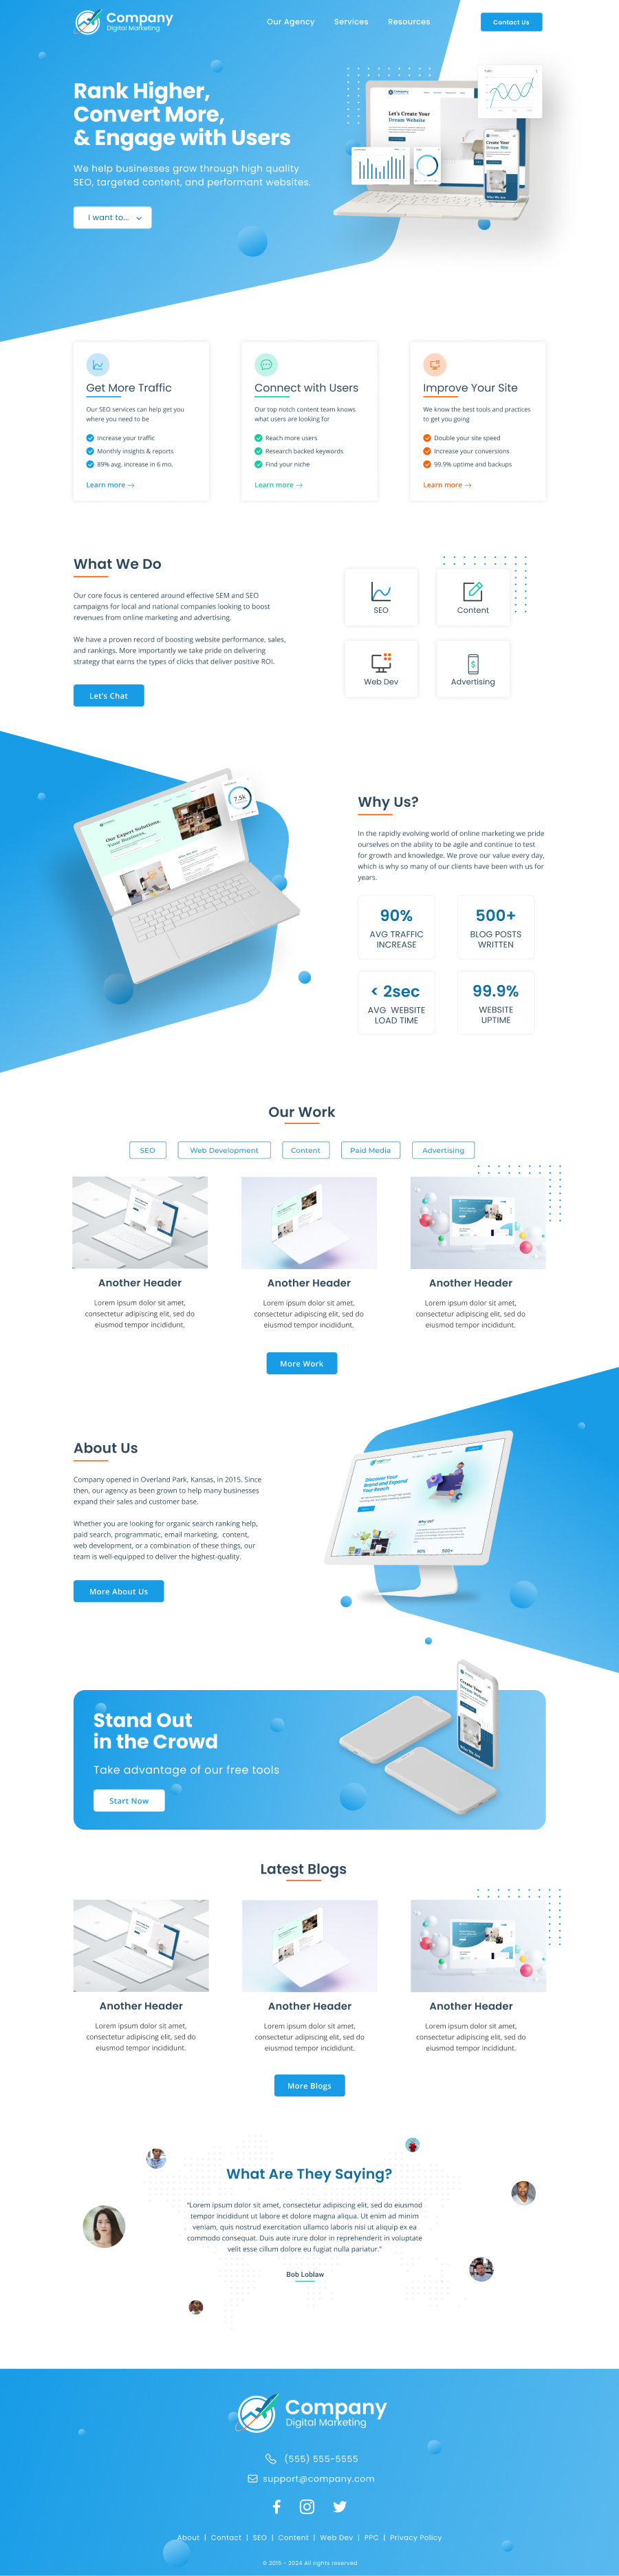 Company
Digital Marketing
Our Agency
Services
Resources
Contact Us
Rank Higher,
Convert More,
& Engage with Users
We help businesses grow through high quality
SEO, targeted content, and performant websites.
I want to...
Let's Create Your
Dream Website
Create Your
Get More Traffic
Our SEO services can help get you
where you need to be
Increase your traffic
Monthly insights & reports
89% avg. increase in 6 mo.
Learn more →
Connect with Users
Our top notch content team knows
what users are looking for
Reach more users
Research backed keywords
Find your niche
Learn more →
Improve Your Site
We know the best tools and practices
to get you going
Double your site speed
Increase your conversions
99.9% uptime and backups
Learn more →
What We Do
Our core focus is centered around effective SEM and SEO
campaigns for local and national companies looking to boost
revenues from online marketing and advertising.
We have a proven record of boosting website performance, sales,
and rankings. More importantly we take pride on delivering
strategy that earns the types of clicks that deliver positive ROI.
Let's Chat
SEO
Content
Web Dev
Advertising
Our Expert Solutions.
Your Business.
7.5k
Why Us?
In the rapidly evolving world of online marketing we pride
ourselves on the ability to be agile and continue to test
for growth and knowledge. We prove our value every day,
which is why so many of our clients have been with us for
years.
90%
AVG TRAFFIC
INCREASE
500+
BLOG POSTS
WRITTEN
< 2sec
AVG WEBSITE
LOAD TIME
99.9%
WEBSITE
UPTIME
Our Work
SEO
Web Development
Content
Paid Media
Advertising
Another Header
Lorem ipsum dolor sit amet,
consectetur adipiscing elit, sed do
eiusmod tempor incididunt.
Another Header
Lorem ipsum dolor sit amet,
consectetur adipiscing elit, sed do
eiusmod tempor incididunt.
Another Header
Lorem ipsum dolor sit amet,
consectetur adipiscing elit, sed do
eiusmod tempor incididunt.
More Work
About Us
Company opened in Overland Park, Kansas, in 2015. Since
then, our agency as been grown to help many businesses
expand their sales and customer base.
Whether you are looking for organic search ranking help,
paid search, programmatic, email marketing, content,
web development, or a combination of these things, our
team is well-equipped to deliver the highest-quality.
More About Us
Discover Your
Brand and Expand
Your Reach
Why Us?
90%
500+
Stand Out
in the Crowd
Take advantage of our free tools
Start Now
Create Your
Dream Website
Latest Blogs
Another Header
Lorem ipsum dolor sit amet,
consectetur adipiscing elit, sed do
eiusmod tempor incididunt.
Another Header
Lorem ipsum dolor sit amet,
consectetur adipiscing elit, sed do
eiusmod tempor incididunt.
Another Header
Lorem ipsum dolor sit amet,
consectetur adipiscing elit, sed do
eiusmod tempor incididunt.
More Blogs
What Are They Saying?
"Lorem ipsum dolor sit amet, consectetur adipiscing elit, sed do eiusmod
tempor incididunt ut labore et dolore magna aliqua. Ut enim ad minim
veniam, quis nostrud exercitation ullamco laboris nisi ut aliquip ex ea
commodo consequat. Duis aute irure dolor in reprehenderit in voluptate
velit esse cillum dolore eu fugiat nulla pariatur."
Bob Loblaw
Company
Digital Marketing
(555) 555-5555
support@company.com
About | Contact | SEO | Content | Web Dev | PPC | Privacy Policy
© 2015 - 2024 All rights reserved